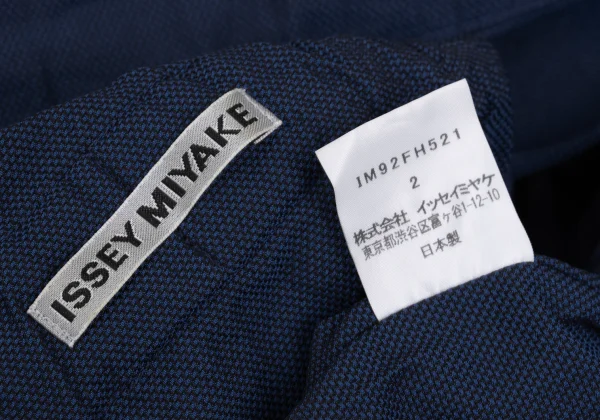 ISSEY MIYAKE
IM92FH521
2
株式会社 イッセイミヤケ
東京都渋谷区富ヶ谷1-12-10
日本製